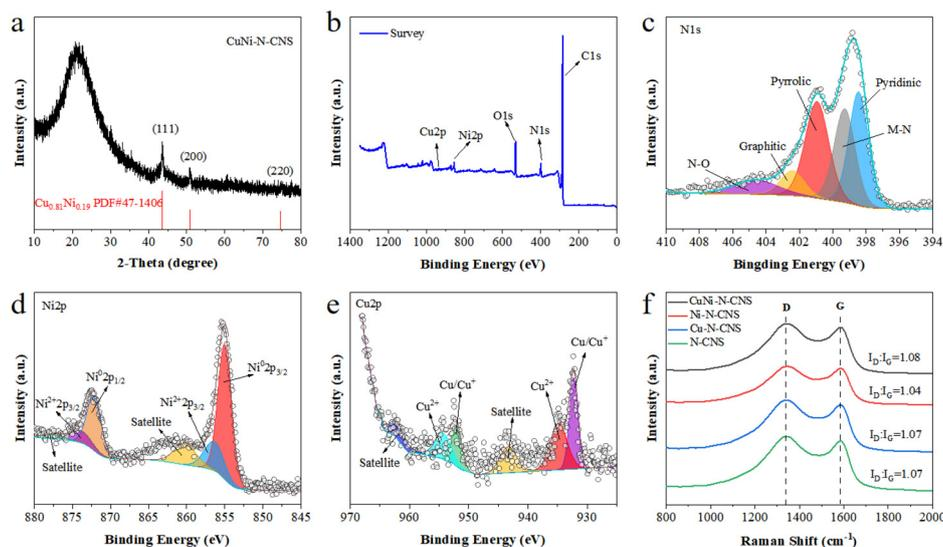 a
CuNi-N-CNS
(111)
(200)
(220)
Cu0.81Ni0.19 PDF#47-1406
10 20 30 40 50 60 70 80
2-Theta (degree)
Intensity (a.u.)
b
Survey
C1s
O1s
Cu2p
Ni2p
N1s
1400 1200 1000 800 600 400 200 0
Binding Energy (eV)
Intensity (a.u.)
c
N1s
Pyrrolic
Pyridinic
M-N
Graphitic
N-O
410 408 406 404 402 400 398 396 394
Bingding Energy (eV)
Intensity (a.u.)
d
Ni2p
Ni⁰2p1/2
Ni⁰2p3/2
Ni²⁺2p3/2
Ni²⁺2p3/2
Satellite
Satellite
880 875 870 865 860 855 850 845
Binding Energy (eV)
Intensity (a.u.)
e
Cu2p
Cu/Cu⁺
Cu/Cu⁺
Cu²⁺
Cu²⁺
Satellite
Satellite
970 960 950 940 930
Binding Energy (eV)
Intensity (a.u.)
f
CuNi-N-CNS
Ni-N-CNS
Cu-N-CNS
N-CNS
D
G
ID:IG=1.08
ID:IG=1.04
ID:IG=1.07
ID:IG=1.07
800 1000 1200 1400 1600 1800 2000
Raman Shift (cm⁻¹)
Intensity (a.u.)